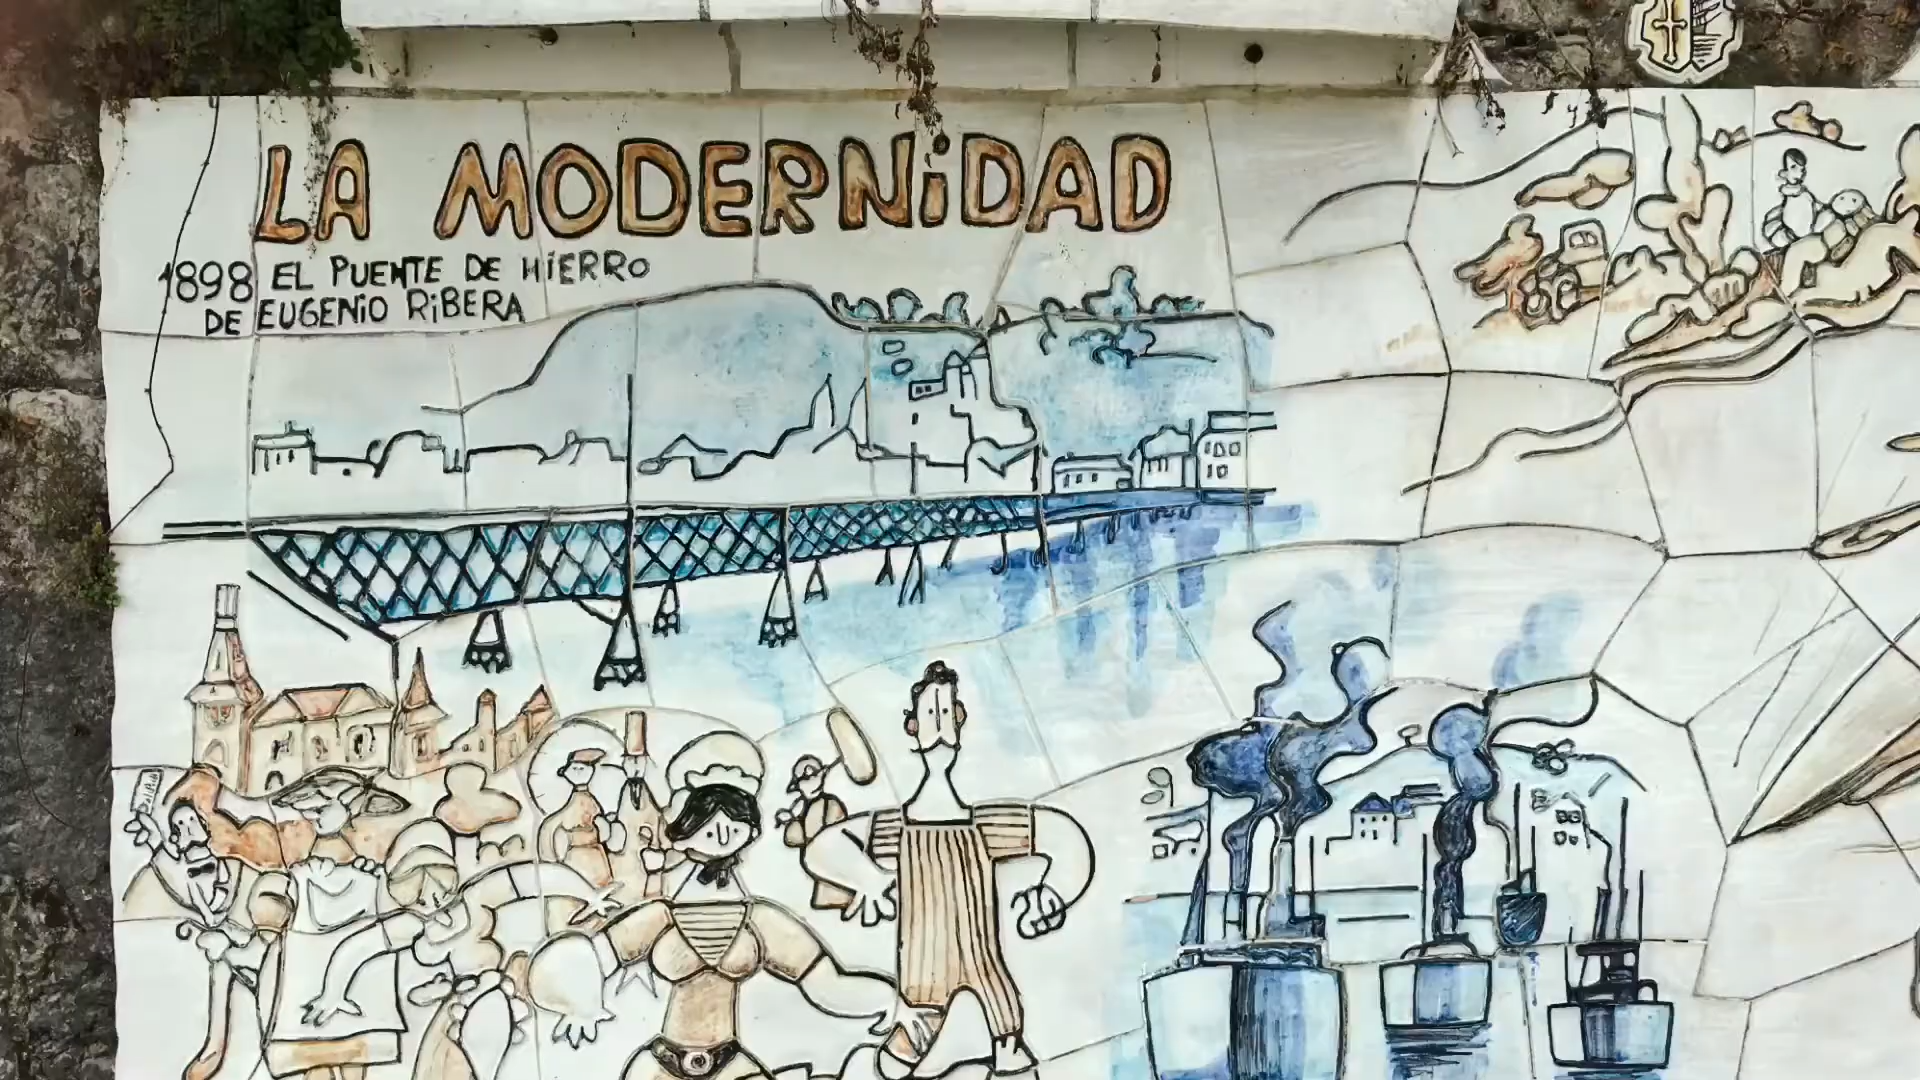 LA MODERNiDAD
1898 EL PUENTE DE HiERRO
DE EUGENiO RiBERA